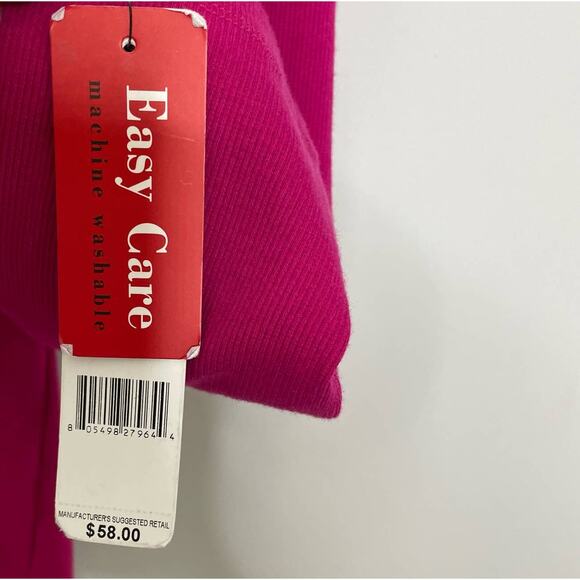 Easy Care
machine washable
8 05498 27964 4
MANUFACTURER'S SUGGESTED RETAIL
$58.00